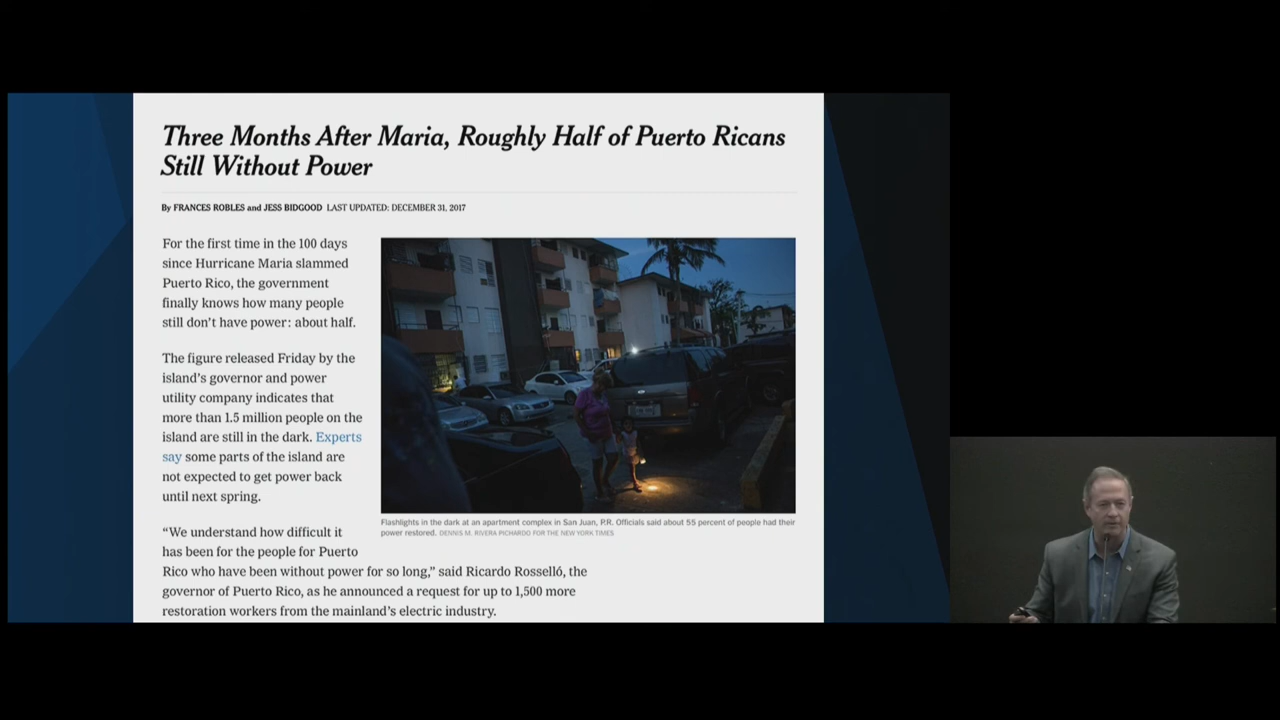 Three Months After Maria, Roughly Half of Puerto Ricans
Still Without Power
By FRANCES ROBLES and JESS BIDGOOD LAST UPDATED: DECEMBER 31, 2017
For the first time in the 100 days
since Hurricane Maria slammed
Puerto Rico, the government
finally knows how many people
still don’t have power: about half.
The figure released Friday by the
island’s governor and power
utility company indicates that
more than 1.5 million people on the
island are still in the dark. Experts
say some parts of the island are
not expected to get power back
until next spring.
“We understand how difficult it
has been for the people for Puerto
Rico who have been without power for so long,” said Ricardo Rosselló, the
governor of Puerto Rico, as he announced a request for up to 1,500 more
restoration workers from the mainland’s electric industry.
Flashlights in the dark at an apartment complex in San Juan, P.R. Officials said about 55 percent of people had their
power restored. DENNIS M. RIVERA PICHARDO FOR THE NEW YORK TIMES